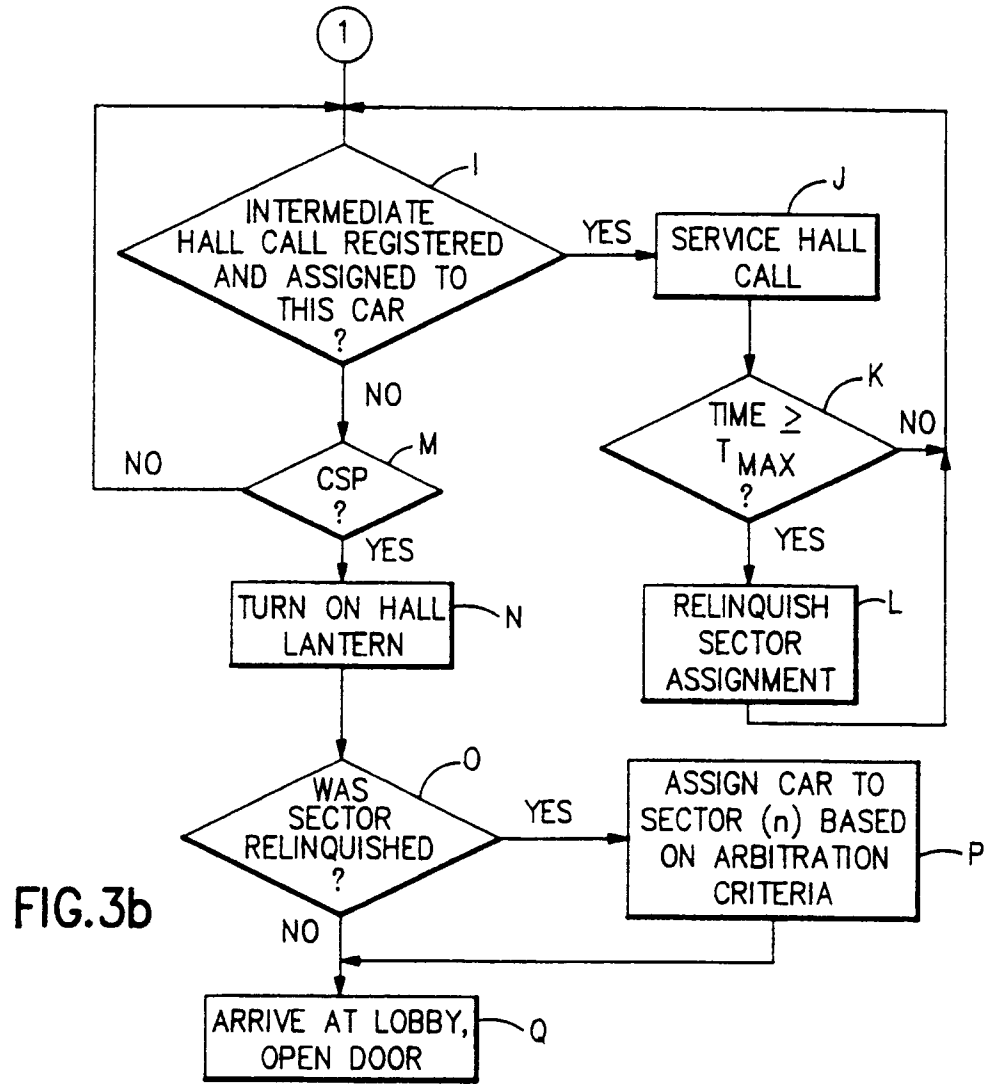 1
I
INTERMEDIATE
HALL CALL REGISTERED
AND ASSIGNED TO
THIS CAR
?
YES
J
SERVICE HALL
CALL
NO
K
TIME ≥
T MAX
?
NO
YES
M
CSP
?
NO
YES
L
RELINQUISH
SECTOR
ASSIGNMENT
N
TURN ON HALL
LANTERN
O
WAS
SECTOR
RELINQUISHED
?
YES
P
ASSIGN CAR TO
SECTOR (n) BASED
ON ARBITRATION
CRITERIA
NO
FIG.3b
Q
ARRIVE AT LOBBY,
OPEN DOOR